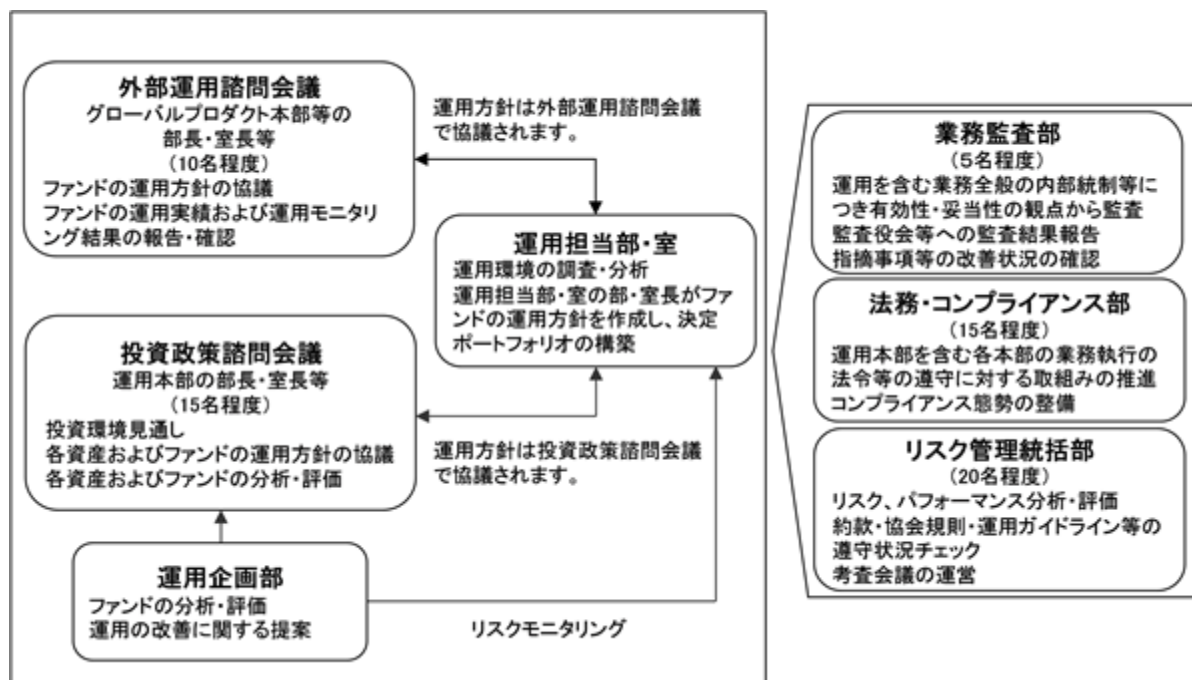 外部運用諮問会議
グローバルプロダクト本部等の
部長・室長等
(10名程度)
ファンドの運用方針の協議
ファンドの運用実績および運用モニタリ
ング結果の報告・確認
運用方針は外部運用諮問会議
で協議されます。
運用担当部・室
運用環境の調査・分析
運用担当部・室の部・室長がファ
ンドの運用方針を作成し、決定
ポートフォリオの構築
投資政策諮問会議
運用本部の部長・室長等
(15名程度)
投資環境見通し
各資産およびファンドの運用方針の協議
各資産およびファンドの分析・評価
運用方針は投資政策諮問会議
で協議されます。
運用企画部
ファンドの分析・評価
運用の改善に関する提案
リスクモニタリング
業務監査部
(5名程度)
運用を含む業務全般の内部統制等に
つき有効性・妥当性の観点から監査
監査役会等への監査結果報告
指摘事項等の改善状況の確認
法務・コンプライアンス部
(15名程度)
運用本部を含む各本部の業務執行の
法令等の遵守に対する取組みの推進
コンプライアンス態勢の整備
リスク管理統括部
(20名程度)
リスク、パフォーマンス分析・評価
約款・協会規則・運用ガイドライン等の
遵守状況チェック
考査会議の運営